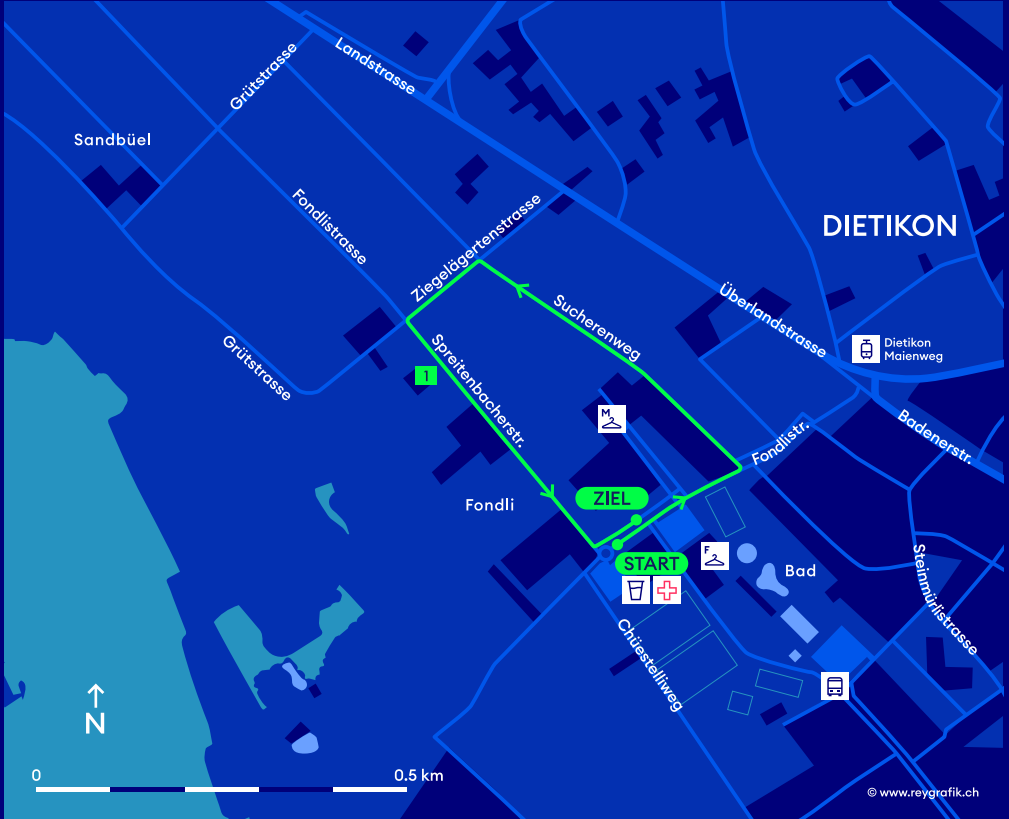 Landstrasse
Grütstrasse
Sandbüel
Fondlistrasse
Ziegelägertenstrasse
DIETIKON
Sucherenweg
Überlandstrasse
Dietikon
Maienweg
Grütstrasse
Spreitenbacherstr.
1
M
Fondlistr.
Badenerstr.
Fondli
ZIEL
START
F
Bad
Steinmürlistrasse
Chüestelliweg
N
0
0.5 km
© www.reygrafik.ch